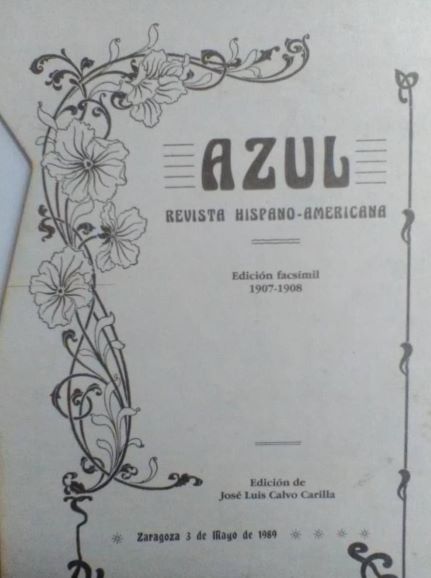 AZUL
REVISTA HISPANO-AMERICANA
Edición facsímil
1907-1908
Edición de
José Luis Calvo Carilla
Zaragoza 3 de Mayo de 1989